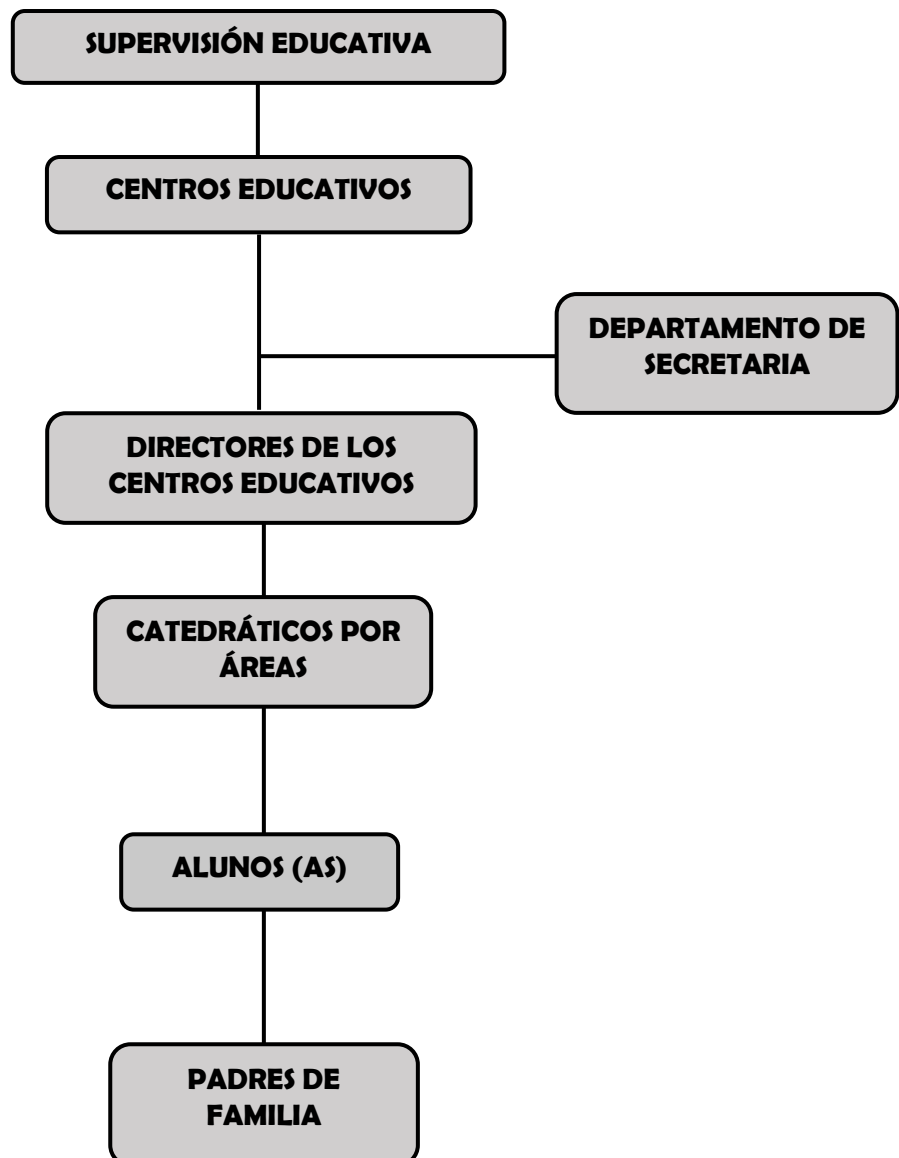 SUPERVISIÓN EDUCATIVA
CENTROS EDUCATIVOS
DEPARTAMENTO DE
SECRETARIA
DIRECTORES DE LOS
CENTROS EDUCATIVOS
CATEDRÁTICOS POR
ÁREAS
ALUNOS (AS)
PADRES DE
FAMILIA